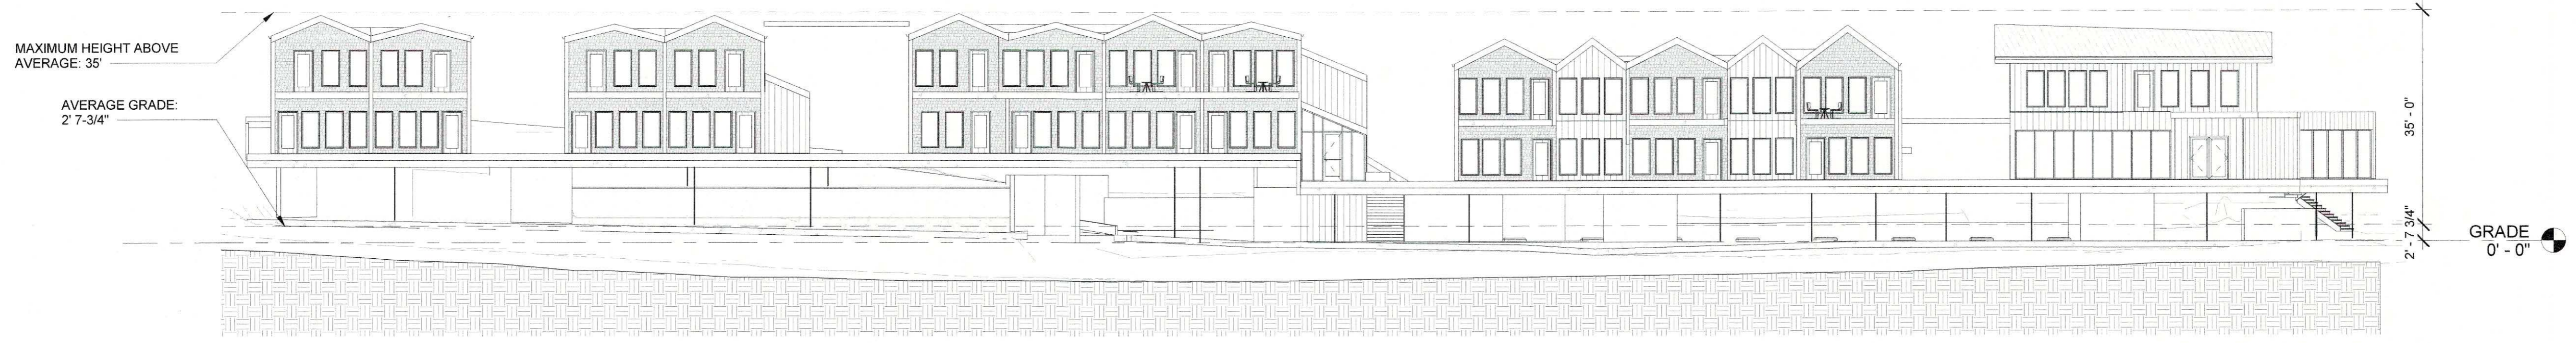 MAXIMUM HEIGHT ABOVE
AVERAGE: 35'
AVERAGE GRADE:
2' 7-3/4"
35' - 0"
2' - 7 3/4"
GRADE
0' - 0"